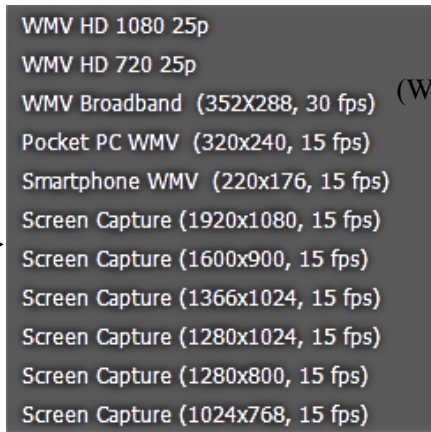 WMV HD 1080 25p
WMV HD 720 25p
WMV Broadband (352X288, 30 fps)
(W
Pocket PC WMV (320x240, 15 fps)
Smartphone WMV (220x176, 15 fps)
Screen Capture (1920x1080, 15 fps)
Screen Capture (1600x900, 15 fps)
Screen Capture (1366x1024, 15 fps)
Screen Capture (1280x1024, 15 fps)
Screen Capture (1280x800, 15 fps)
Screen Capture (1024x768, 15 fps)